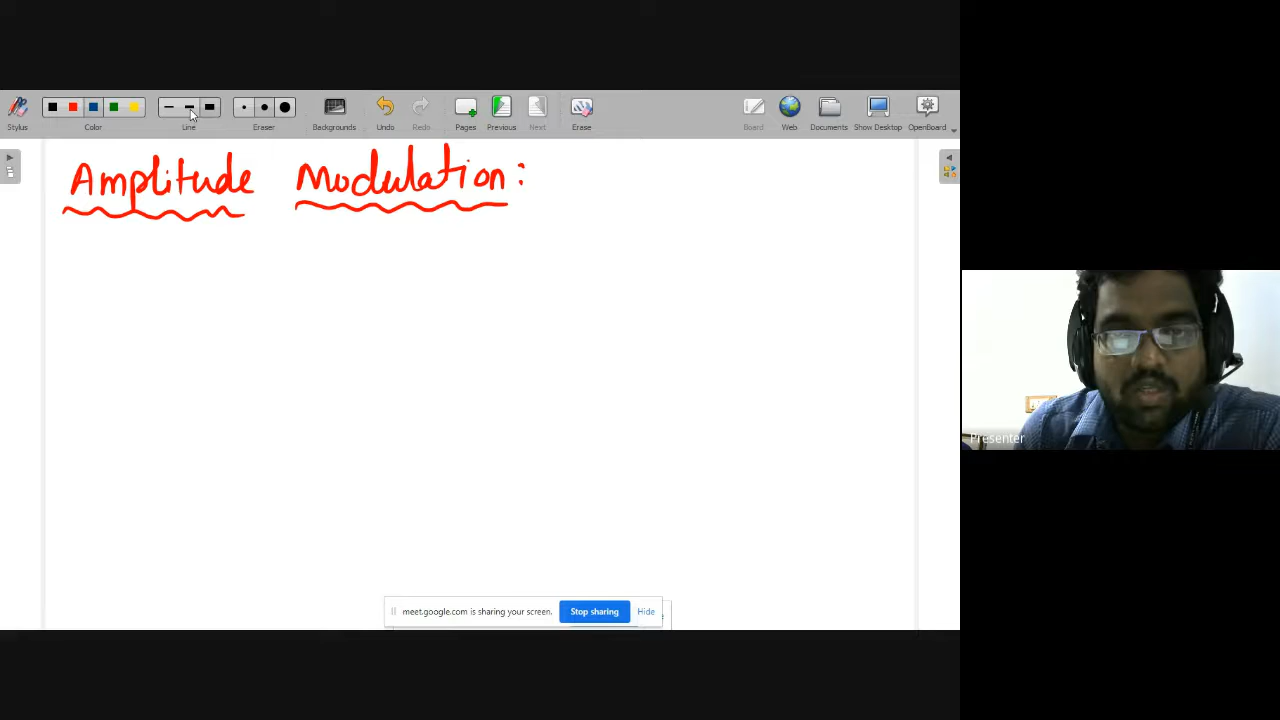 Stylus Color Line Eraser Backgrounds Undo Redo Pages Previous Next Erase Board Web Documents Show Desktop OpenBoard
Amplitude Modulation:
Presenter
meet.google.com is sharing your screen. Stop sharing Hide